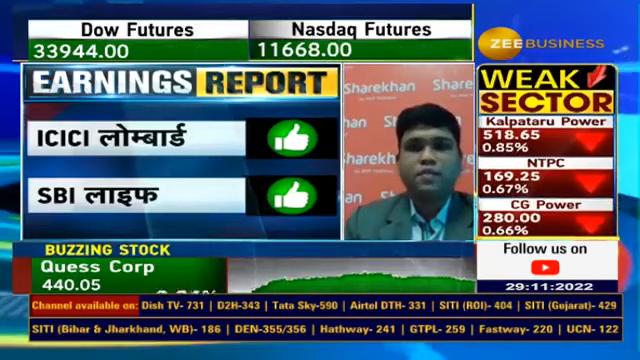 Dow Futures
33944.00
Nasdaq Futures
11668.00
ZEEBUSINESS
EARNINGS REPORT
ICICI लोम्बार्ड
SBI लाइफ
Sharekhan
Sharekhan
Sharekhan
WEAK
SECTOR
Kalpataru Power
518.65
0.85%
NTPC
169.25
0.67%
CG Power
280.00
0.66%
BUZZING STOCK
Quess Corp
440.05
Follow us on
29:11:2022
Channel available on: Dish TV- 731 | D2H-343 | Tata Sky-590 | Airtel DTH- 331 | SITI (ROI)- 404 | SITI (Gujarat)- 429
SITI (Bihar & Jharkhand, WB)- 186 | DEN-355/356 | Hathway- 241 | GTPL- 259 | Fastway- 220 | UCN- 122